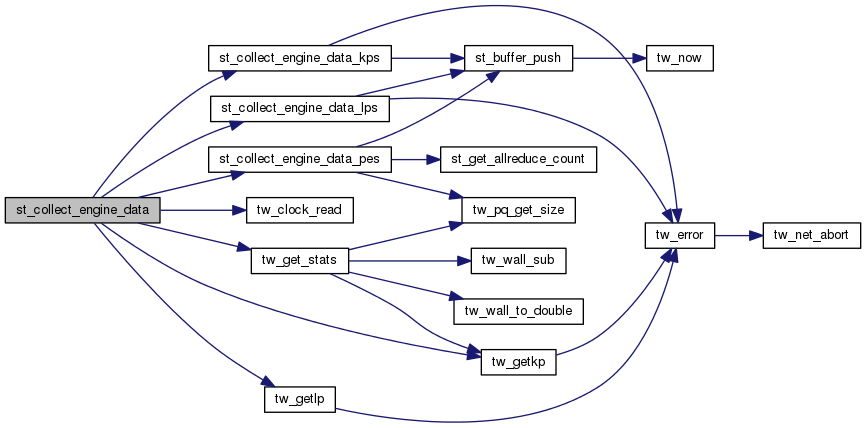 st_collect_engine_data_kps
st_buffer_push
tw_now
st_collect_engine_data_lps
st_collect_engine_data_pes
st_get_allreduce_count
st_collect_engine_data
tw_clock_read
tw_pq_get_size
tw_error
tw_net_abort
tw_get_stats
tw_wall_sub
tw_wall_to_double
tw_getkp
tw_getlp